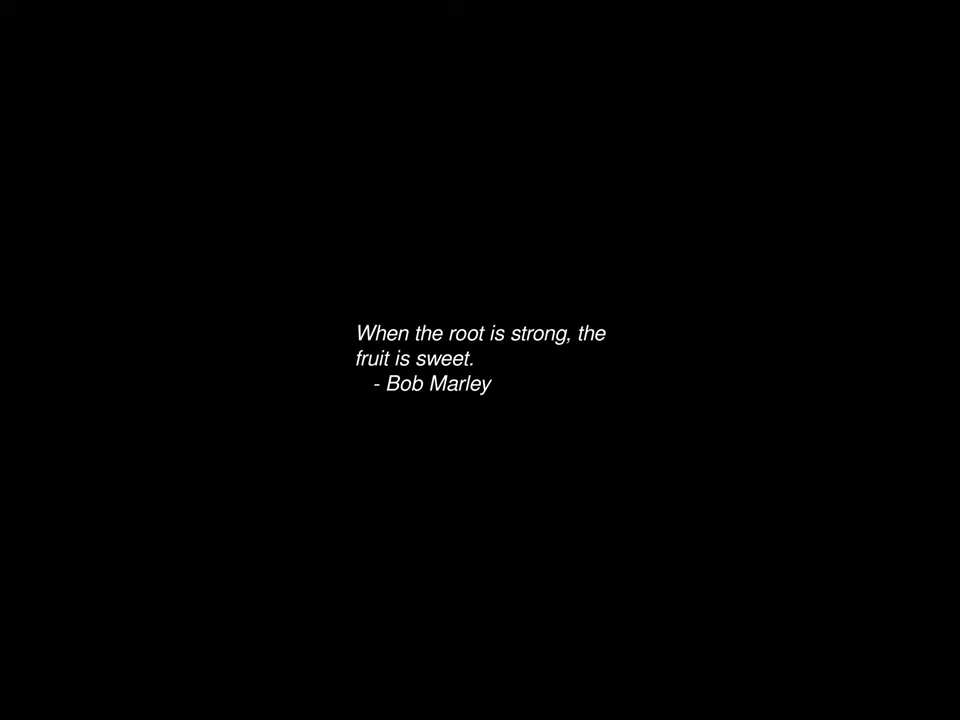 When the root is strong, the
fruit is sweet.
- Bob Marley